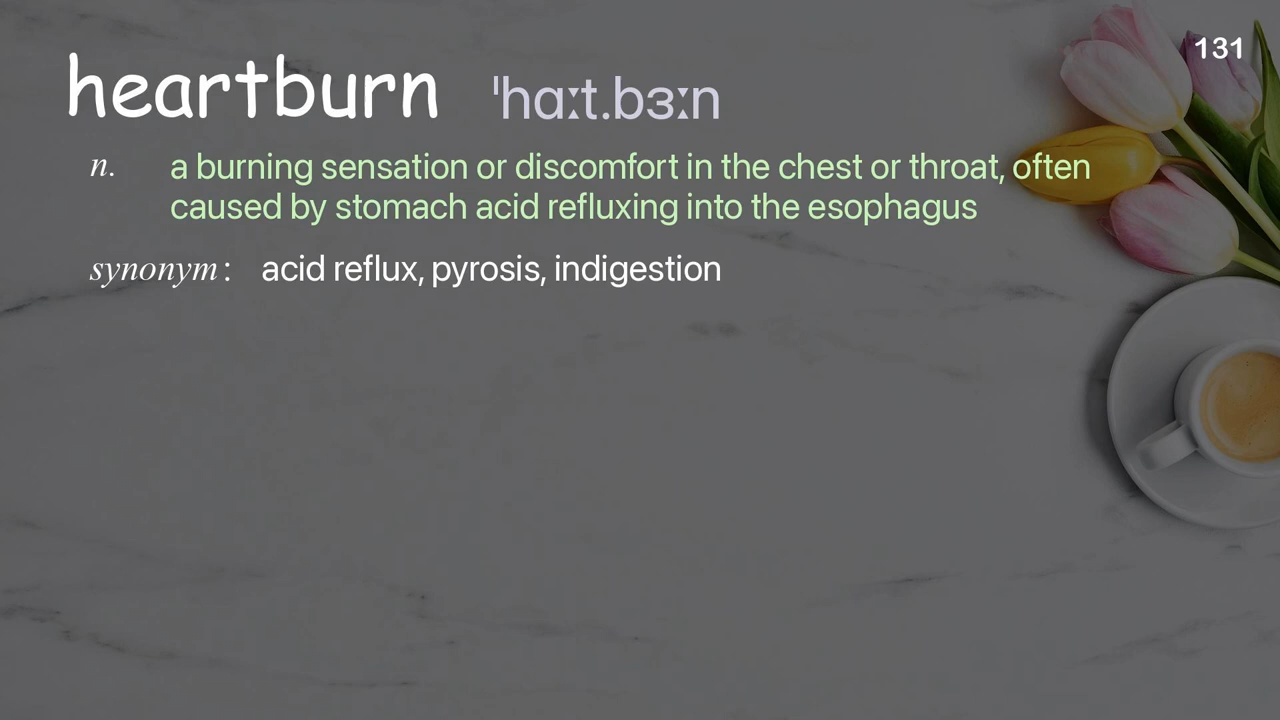 131
heartburn ˈhɑːt.bɜːn
n. a burning sensation or discomfort in the chest or throat, often
caused by stomach acid refluxing into the esophagus
synonym: acid reflux, pyrosis, indigestion